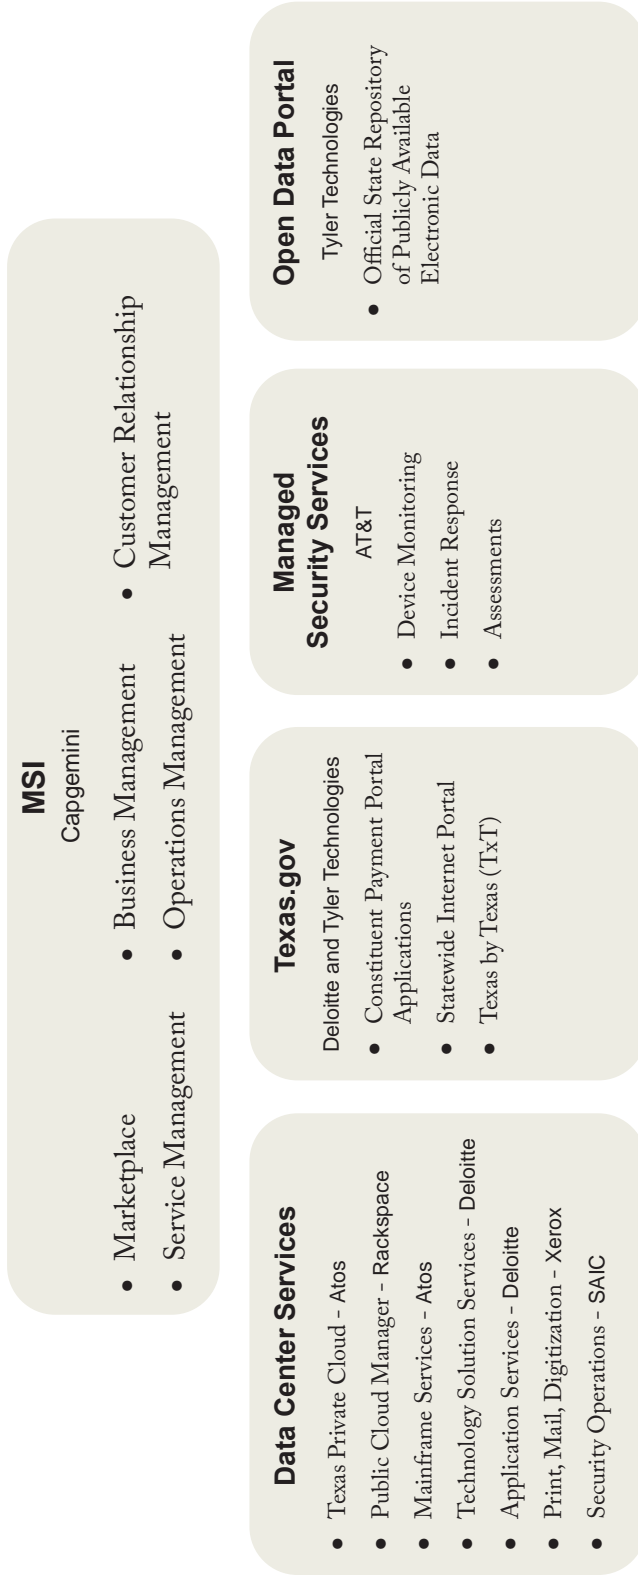 MSI
Capgemini
• Marketplace
• Service Management
• Business Management
• Operations Management
• Customer Relationship
Management
Data Center Services
• Texas Private Cloud – Atos
• Public Cloud Manager – Rackspace
• Mainframe Services – Atos
• Technology Solution Services – Deloitte
• Application Services – Deloitte
• Print, Mail, Digitization – Xerox
• Security Operations – SAIC
Texas.gov
Deloitte and Tyler Technologies
• Constituent Payment Portal
Applications
• Statewide Internet Portal
• Texas by Texas (TxT)
Managed
Security Services
AT&T
• Device Monitoring
• Incident Response
• Assessments
Open Data Portal
Tyler Technologies
• Official State Repository
of Publicly Available
Electronic Data